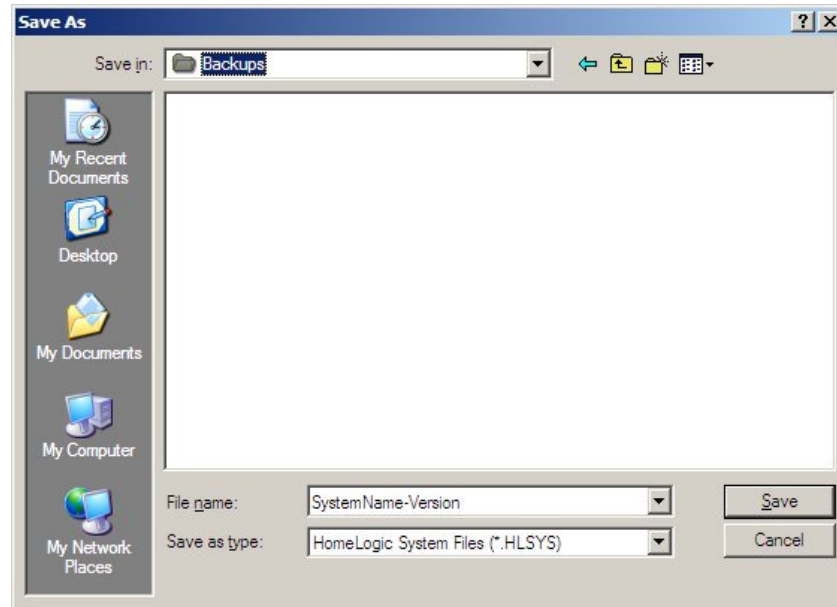 Save As
Save in: Backups
My Recent
Documents
Desktop
My Documents
My Computer
My Network
Places
File name: SystemName-Version Save
Save as type: HomeLogic System Files (*.HLSYS) Cancel